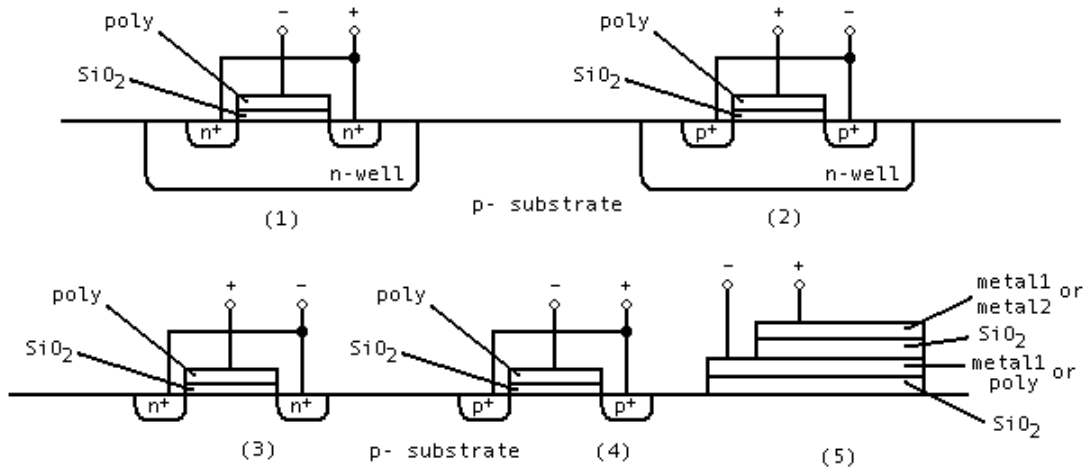 poly
SiO2
- +
n+ n+
n-well
(1)
poly
SiO2
+ -
p+ p+
n-well
(2)
p- substrate
poly
SiO2
+ -
n+ n+
(3)
poly
SiO2
- +
p+ p+
(4)
p- substrate
- +
metal1 or
metal2
SiO2
metal1 or
poly
SiO2
(5)